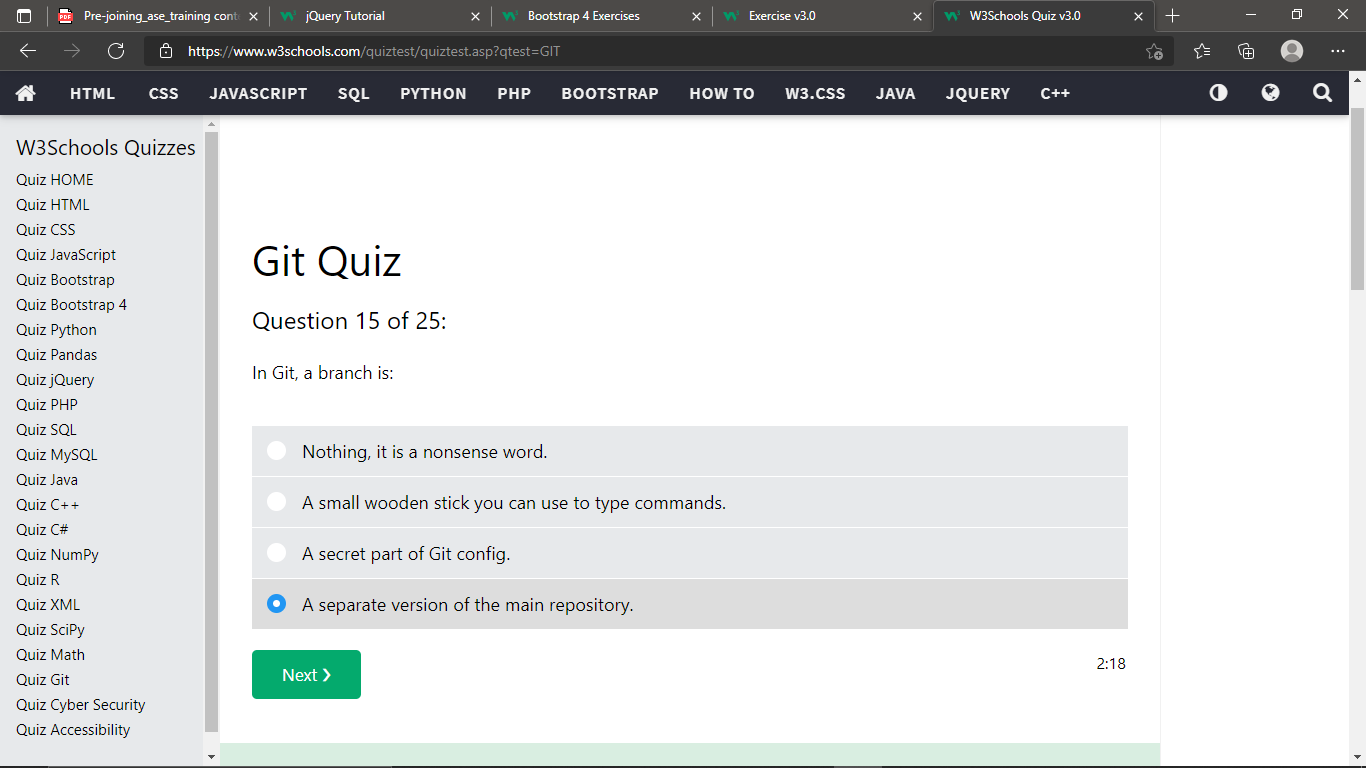 Pre-joining_ase_training cont
jQuery Tutorial
Bootstrap 4 Exercises
Exercise v3.0
W3Schools Quiz v3.0
https://www.w3schools.com/quiztest/quiztest.asp?qtest=GIT
HTML CSS JAVASCRIPT SQL PYTHON PHP BOOTSTRAP HOW TO W3.CSS JAVA JQUERY C++
W3Schools Quizzes
Quiz HOME
Quiz HTML
Quiz CSS
Quiz JavaScript
Quiz Bootstrap
Quiz Bootstrap 4
Quiz Python
Quiz Pandas
Quiz jQuery
Quiz PHP
Quiz SQL
Quiz MySQL
Quiz Java
Quiz C++
Quiz C#
Quiz NumPy
Quiz R
Quiz XML
Quiz SciPy
Quiz Math
Quiz Git
Quiz Cyber Security
Quiz Accessibility
Git Quiz
Question 15 of 25:
In Git, a branch is:
Nothing, it is a nonsense word.
A small wooden stick you can use to type commands.
A secret part of Git config.
A separate version of the main repository.
Next ❯
2:18